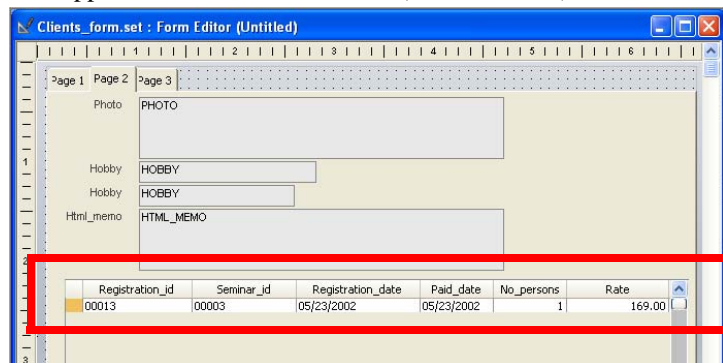 Clients_form.set : Form Editor (Untitled)
1 2 3 4 5 6
Page 1 Page 2 Page 3
Photo PHOTO
1
Hobby HOBBY
Hobby HOBBY
Html_memo HTML_MEMO
2
Registration_id Seminar_id Registration_date Paid_date No_persons Rate
00013 00003 05/23/2002 05/23/2002 1 169.00
3